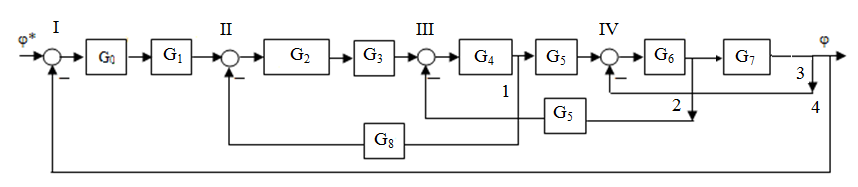 I II III IV
φ* φ
G₀ G₁ G₂ G₃ G₄ G₅ G₆ G₇
3
1 2 4
G₅
G₈